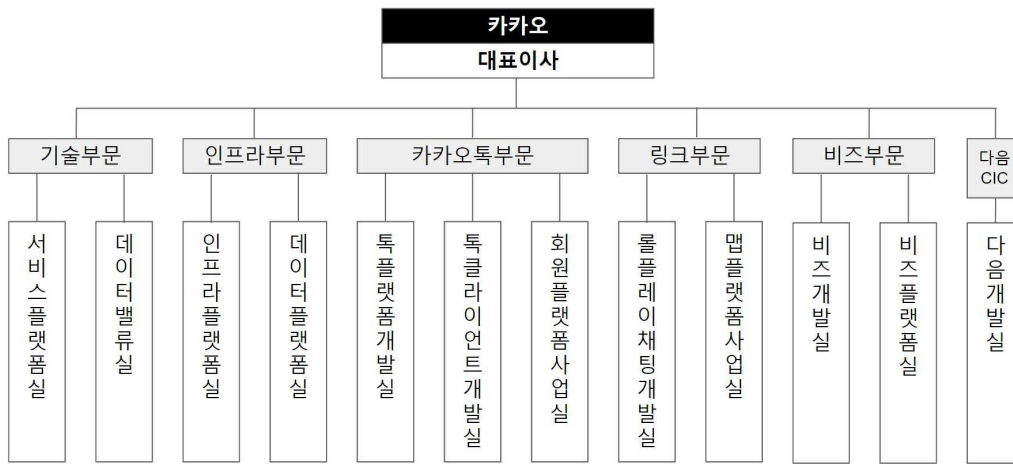 카카오
대표이사
기술부문
인프라부문
카카오톡부문
링크부문
비즈부문
다음
CIC
서비스플랫폼실
데이터밸류실
인프라플랫폼실
데이터플랫폼실
톡플랫폼개발실
톡클라이언트개발실
회원플랫폼사업실
롤플레이채팅개발실
맵플랫폼사업실
비즈개발실
비즈플랫폼실
다음개발실